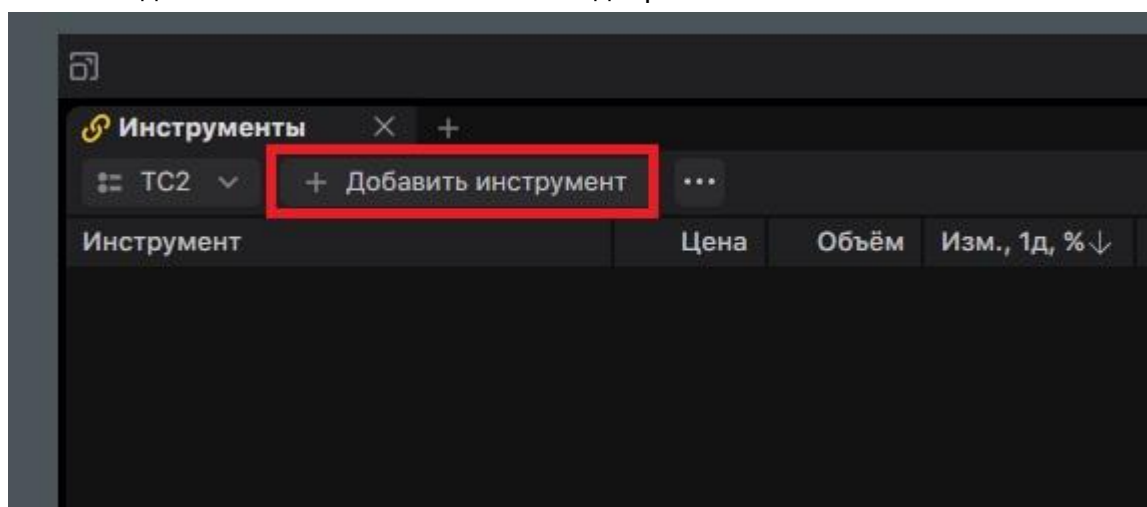 Инструменты
TC2
+ Добавить инструмент ...
Инструмент Цена Объём Изм., 1д, % ↓